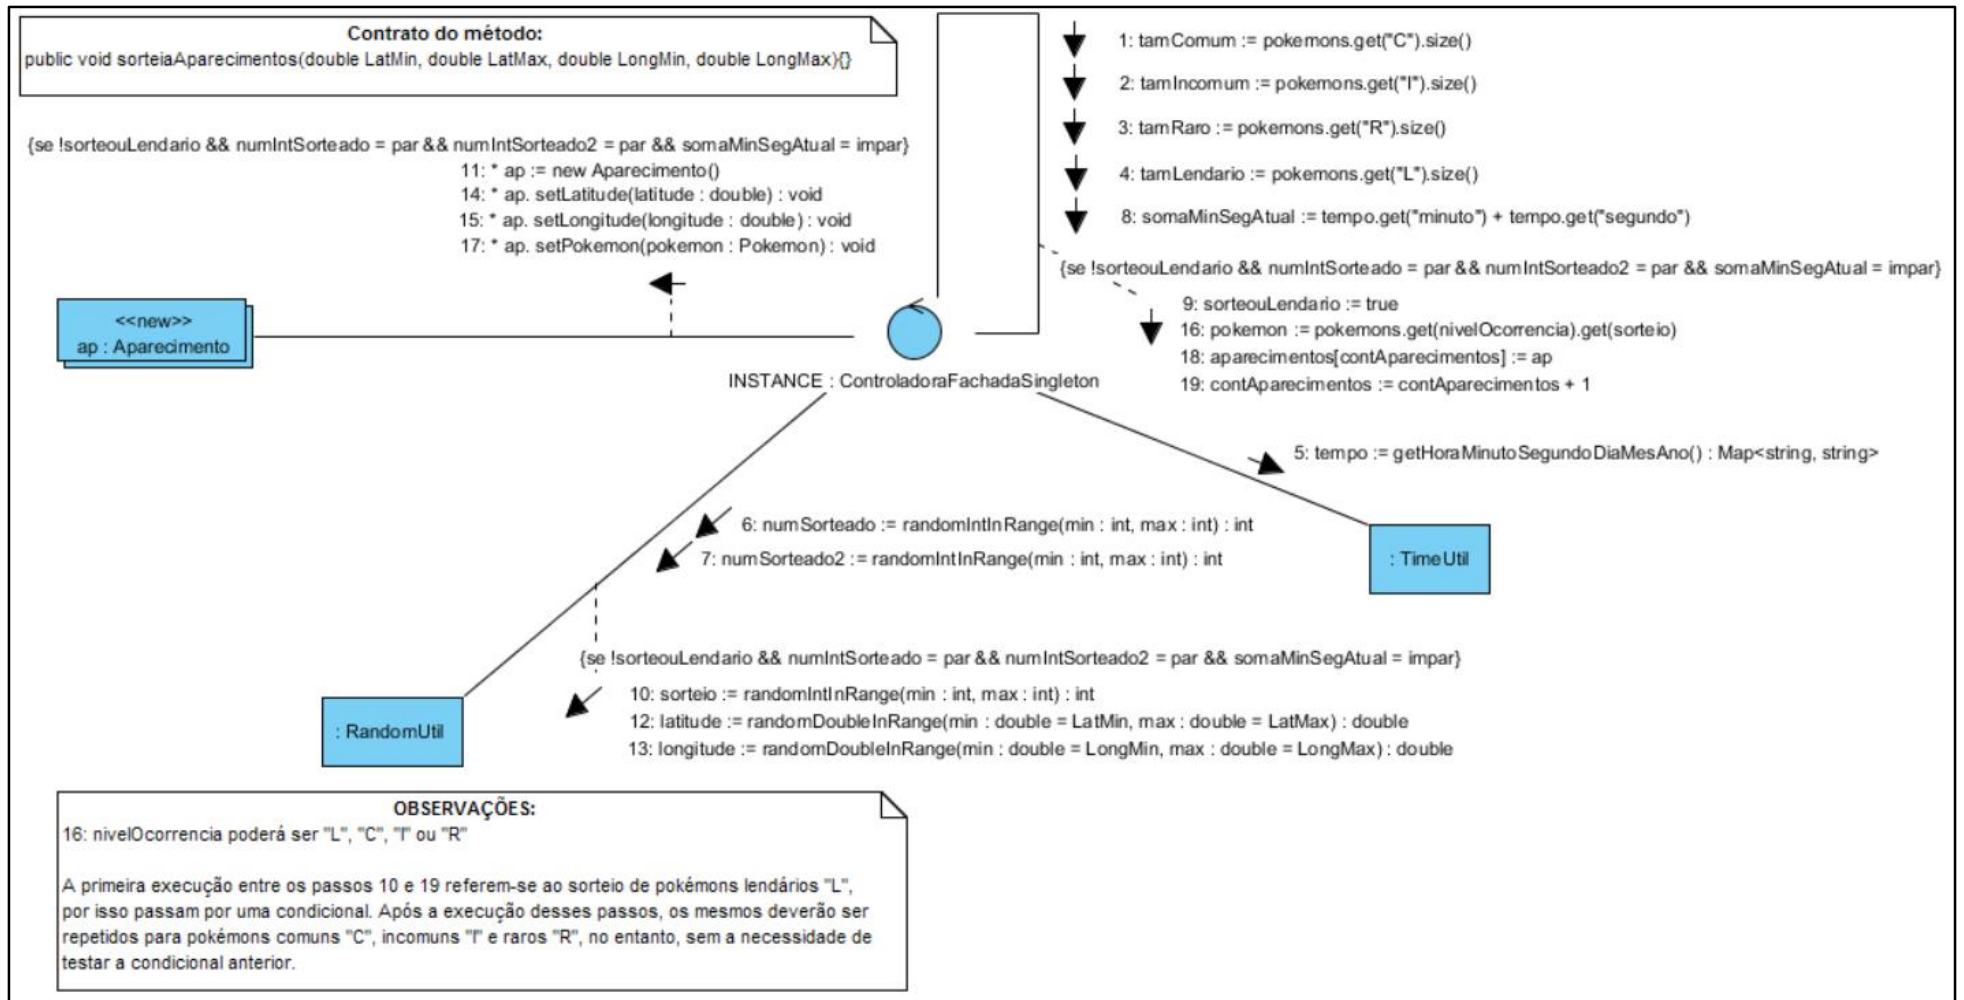 Contrato do método:
public void sorteiaAparecimentos(double LatMin, double LatMax, double LongMin, double LongMax){}
1: tamComum := pokemons.get("C").size()
2: tamIncomum := pokemons.get("I").size()
3: tamRaro := pokemons.get("R").size()
4: tamLendario := pokemons.get("L").size()
8: somaMinSegAtual := tempo.get("minuto") + tempo.get("segundo")
{se !sorteouLendario && numIntSorteado = par && numIntSorteado2 = par && somaMinSegAtual = impar}
11: * ap := new Aparecimento()
14: * ap. setLatitude(latitude : double) : void
15: * ap. setLongitude(longitude : double) : void
17: * ap. setPokemon(pokemon : Pokemon) : void
{se !sorteouLendario && numIntSorteado = par && numIntSorteado2 = par && somaMinSegAtual = impar}
9: sorteouLendario := true
16: pokemon := pokemons.get(nivelOcorrencia).get(sorteio)
18: aparecimentos[contAparecimentos] := ap
19: contAparecimentos := contAparecimentos + 1
<<new>>
ap : Aparecimento
INSTANCE : ControladoraFachadaSingleton
5: tempo := getHoraMinutoSegundoDiaMesAno() : Map<string, string>
6: numSorteado := randomIntInRange(min : int, max : int) : int
7: numSorteado2 := randomIntInRange(min : int, max : int) : int
: TimeUtil
{se !sorteouLendario && numIntSorteado = par && numIntSorteado2 = par && somaMinSegAtual = impar}
10: sorteio := randomIntInRange(min : int, max : int) : int
12: latitude := randomDoubleInRange(min : double = LatMin, max : double = LatMax) : double
13: longitude := randomDoubleInRange(min : double = LongMin, max : double = LongMax) : double
: RandomUtil
OBSERVAÇÕES:
16: nivelOcorrencia poderá ser "L", "C", "I" ou "R"
A primeira execução entre os passos 10 e 19 referem-se ao sorteio de pokémons lendários "L",
por isso passam por uma condicional. Após a execução desses passos, os mesmos deverão ser
repetidos para pokémons comuns "C", incomuns "I" e raros "R", no entanto, sem a necessidade de
testar a condicional anterior.